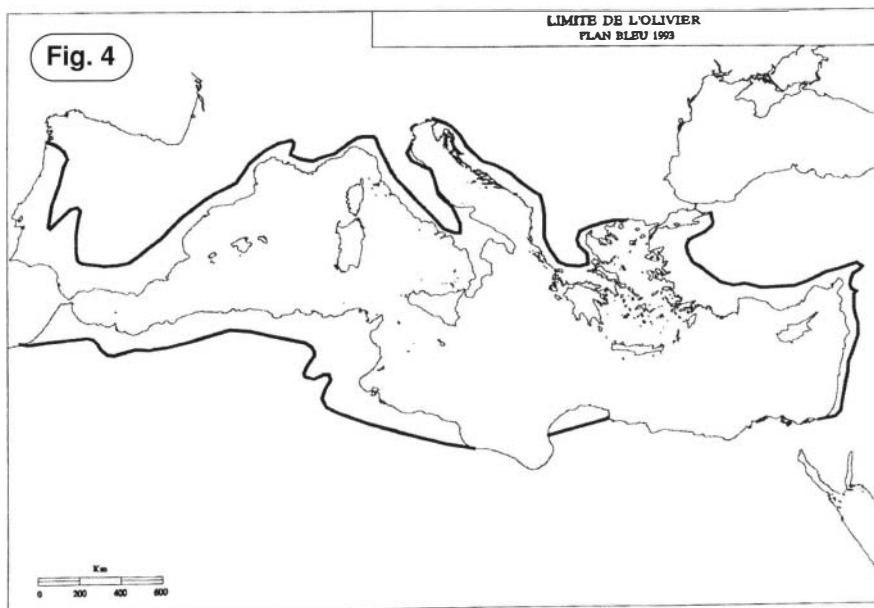 LIMITE DE L'OLIVIER
PLAN BLEU 1993
Fig. 4
Km
0 200 400 600